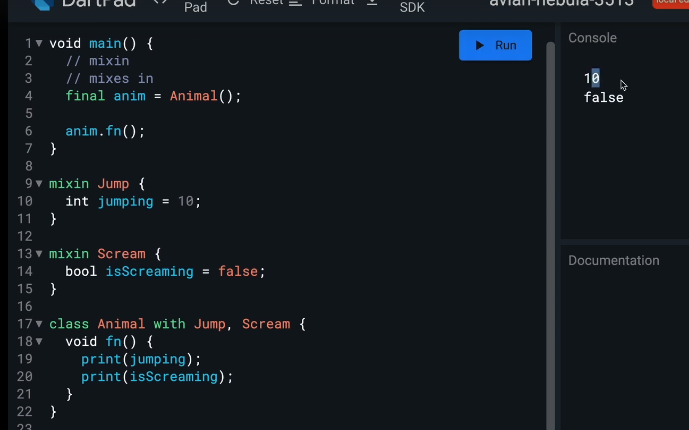 DartPad
Pad
Reset
Format
SDK
avian-nebula-3513
1 void main() {
2 // mixin
3 // mixes in
4 final anim = Animal();
5
6 anim.fn();
7 }
8
9 mixin Jump {
10 int jumping = 10;
11 }
12
13 mixin Scream {
14 bool isScreaming = false;
15 }
16
17 class Animal with Jump, Scream {
18 void fn() {
19 print(jumping);
20 print(isScreaming);
21 }
22 }
23
Run
Console
10
false
Documentation